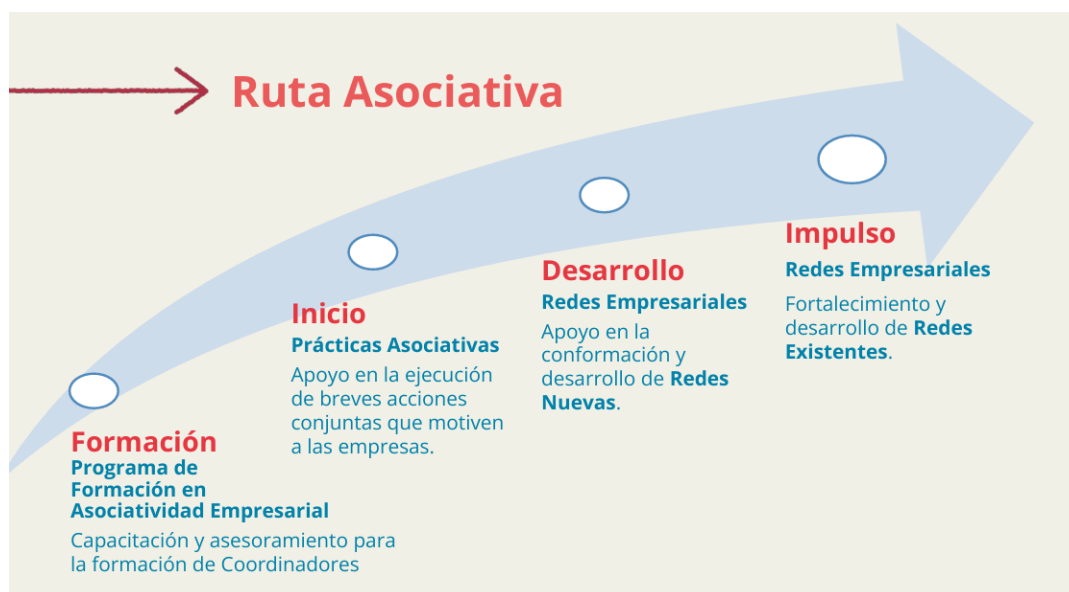 Ruta Asociativa
Formación
Programa de
Formación en
Asociatividad Empresarial
Capacitación y asesoramiento para
la formación de Coordinadores
Inicio
Prácticas Asociativas
Apoyo en la ejecución
de breves acciones
conjuntas que motiven
a las empresas.
Desarrollo
Redes Empresariales
Apoyo en la
conformación y
desarrollo de Redes
Nuevas.
Impulso
Redes Empresariales
Fortalecimiento y
desarrollo de Redes
Existentes.